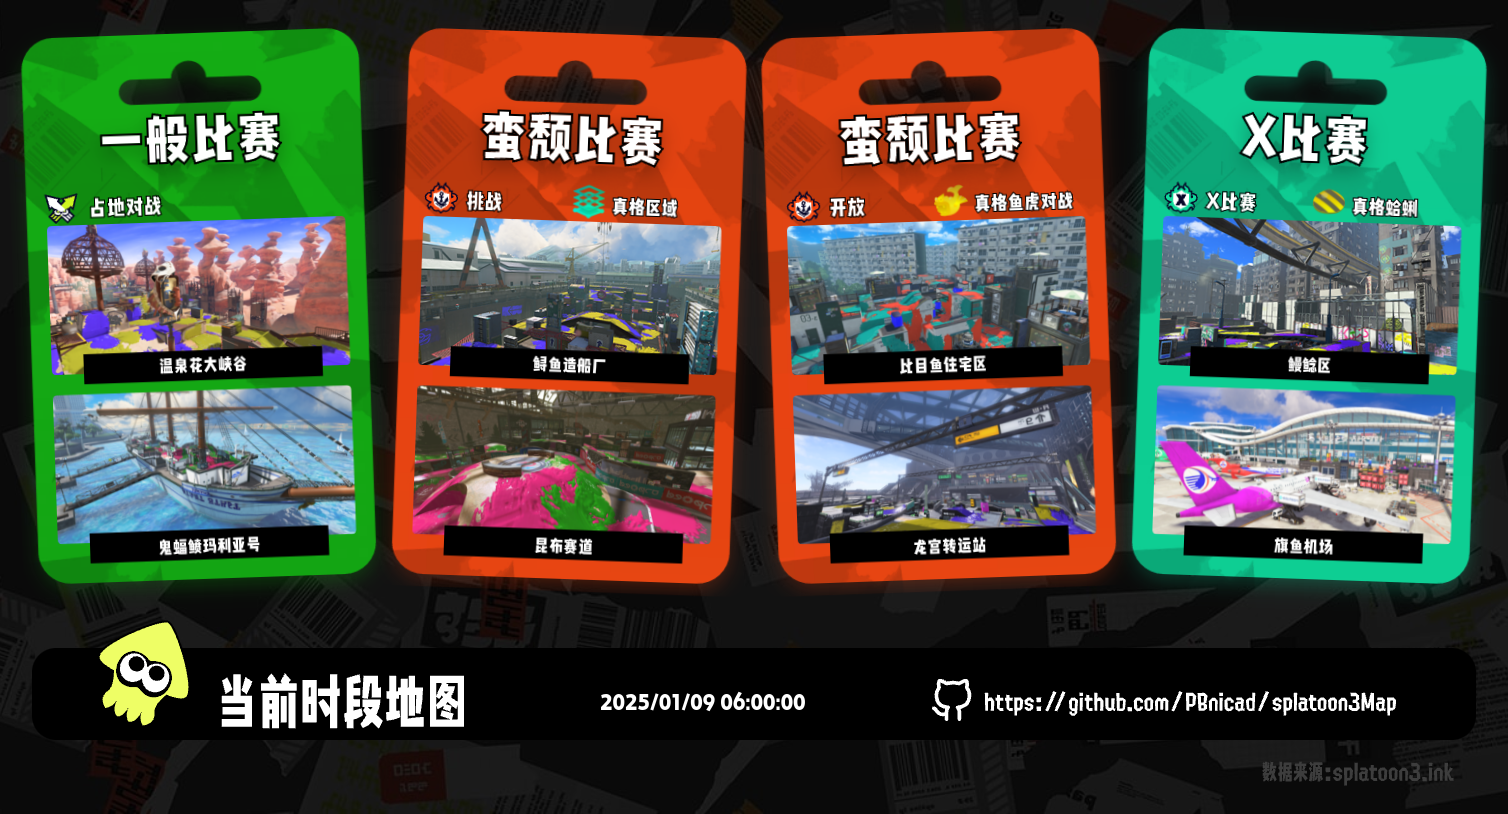 一般比赛
占地对战
温泉花大峡谷
鬼蝠鲼玛利亚号
蛮颓比赛
挑战
真格区域
鲟鱼造船厂
昆布赛道
蛮颓比赛
开放
真格鱼虎对战
比目鱼住宅区
龙宫转运站
X比赛
X比赛
真格蛤蜊
鳗鲶区
旗鱼机场
当前时段地图
2025/01/09 06:00:00
https://github.com/PBnicad/splatoon3Map
数据来源:splatoon3.ink